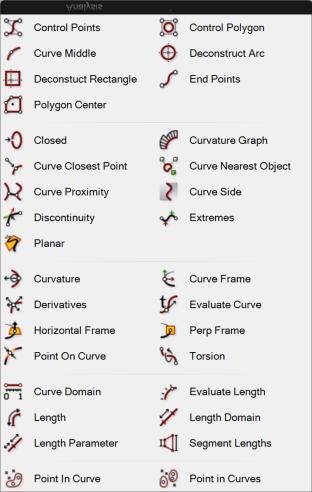 Analysis
Control Points
Control Polygon
Curve Middle
Deconstruct Arc
Deconstuct Rectangle
End Points
Polygon Center
Closed
Curvature Graph
Curve Closest Point
Curve Nearest Object
Curve Proximity
Curve Side
Discontinuity
Extremes
Planar
Curvature
Curve Frame
Derivatives
Evaluate Curve
Horizontal Frame
Perp Frame
Point On Curve
Torsion
0 1
Curve Domain
Evaluate Length
Length
Length Domain
Length Parameter
Segment Lengths
Point In Curve
Point in Curves